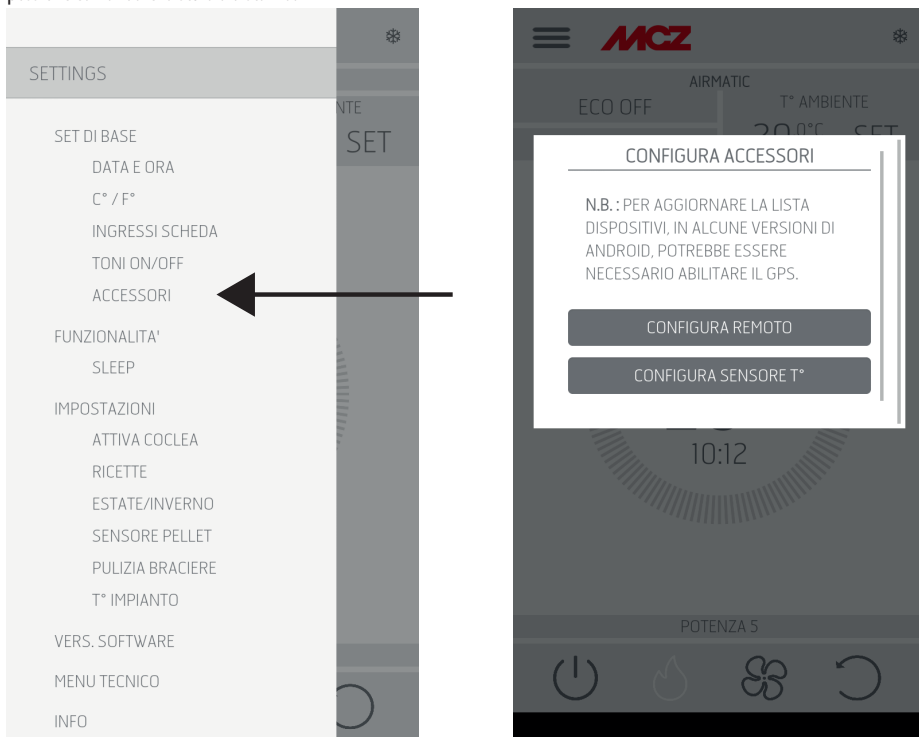 SETTINGS
SET DI BASE
DATA E ORA
C° / F°
INGRESSI SCHEDA
TONI ON/OFF
ACCESSORI
FUNZIONALITA'
SLEEP
IMPOSTAZIONI
ATTIVA COCLEA
RICETTE
ESTATE/INVERNO
SENSORE PELLET
PULIZIA BRACIERE
T° IMPIANTO
VERS. SOFTWARE
MENU TECNICO
INFO
NTE
SET
MCZ
AIRMATIC
ECO OFF
T° AMBIENTE
SET
CONFIGURA ACCESSORI
N.B. : PER AGGIORNARE LA LISTA
DISPOSITIVI, IN ALCUNE VERSIONI DI
ANDROID, POTREBBE ESSERE
NECESSARIO ABILITARE IL GPS.
CONFIGURA REMOTO
CONFIGURA SENSORE T°
10:12
POTENZA 5